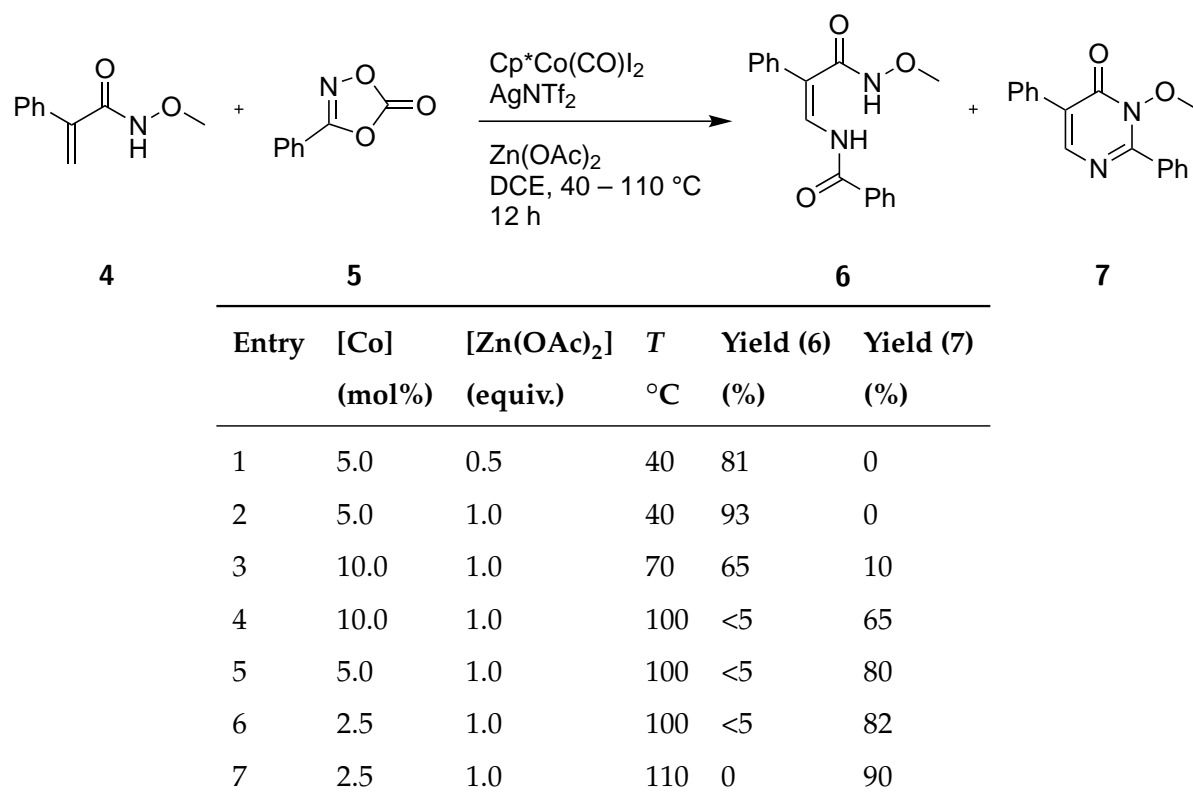 Ph
O
N
H
O
4
+
Ph
N
O
O
O
5
Cp*Co(CO)I₂
AgNTf₂
Zn(OAc)₂
DCE, 40 – 110 °C
12 h
Ph
O
N
H
O
NH
O
Ph
6
+
Ph
O
N
O
N
Ph
7
Entry [Co] [Zn(OAc)₂] T Yield (6) Yield (7)
(mol%) (equiv.) °C (%) (%)
1 5.0 0.5 40 81 0
2 5.0 1.0 40 93 0
3 10.0 1.0 70 65 10
4 10.0 1.0 100 <5 65
5 5.0 1.0 100 <5 80
6 2.5 1.0 100 <5 82
7 2.5 1.0 110 0 90